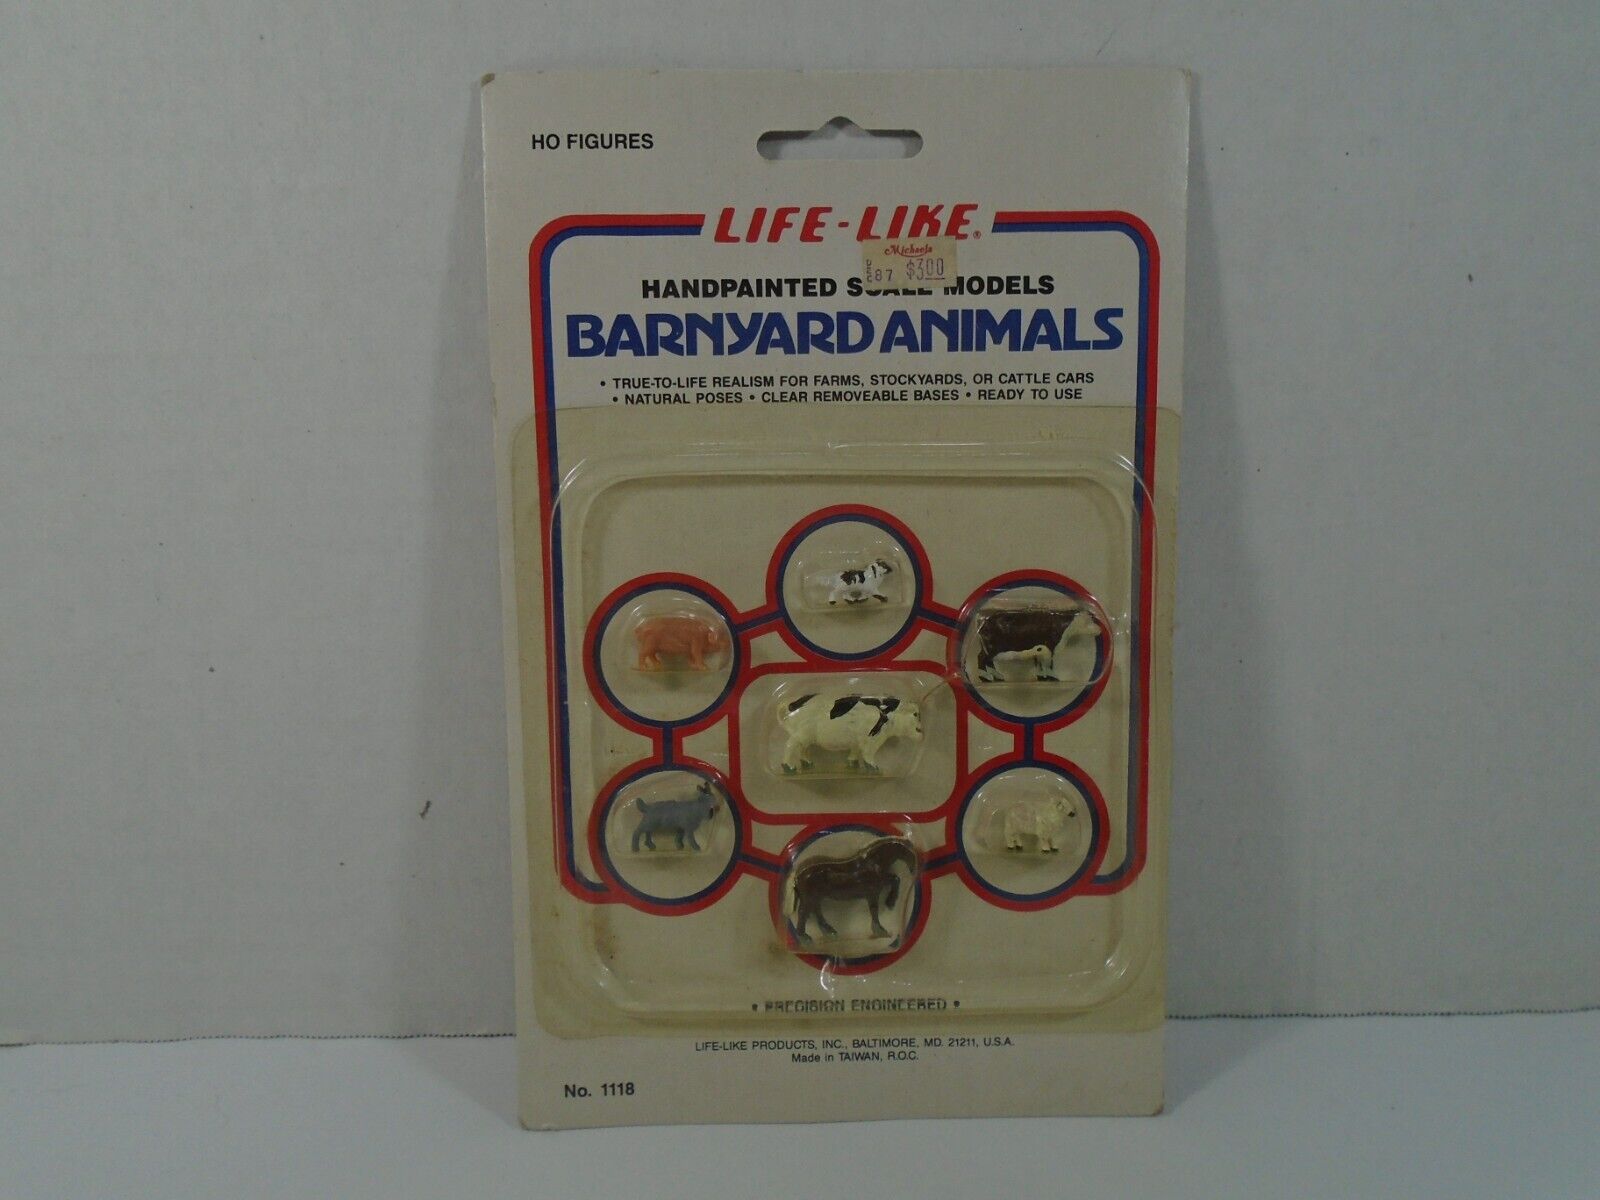 HO FIGURES
LIFE-LIKE®
Michaels
87 $3.00
HANDPAINTED SCALE MODELS
BARNYARD ANIMALS
• TRUE-TO-LIFE REALISM FOR FARMS, STOCKYARDS, OR CATTLE CARS
• NATURAL POSES • CLEAR REMOVEABLE BASES • READY TO USE
• PRECISION ENGINEERED •
LIFE-LIKE PRODUCTS, INC., BALTIMORE, MD. 21211, U.S.A.
Made in TAIWAN, R.O.C.
No. 1118